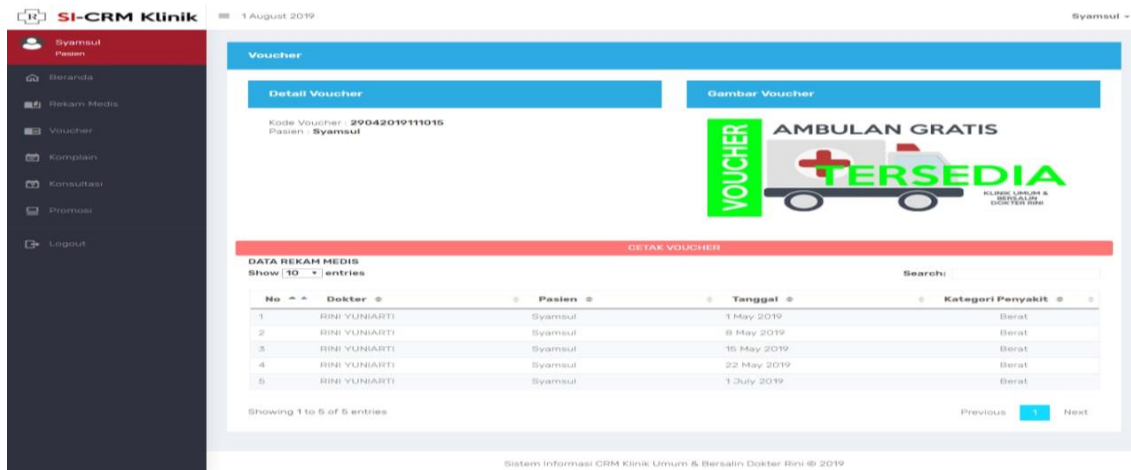 R SI-CRM Klinik
1 August 2019
Syamsul
Syamsul
Pasien
Beranda
Rekam Medis
Voucher
Komplain
Konsultasi
Promosi
Logout
Voucher
Detail Voucher
Kode Voucher : 29042019111015
Pasien : Syamsul
Gambar Voucher
VOUCHER
AMBULAN GRATIS
TERSEDIA
KLINIK UMUM &
BERSALIN
DOKTER RINI
CETAK VOUCHER
DATA REKAM MEDIS
Show 10 entries
Search:
No Dokter Pasien Tanggal Kategori Penyakit
1 RINI YUNIARTI Syamsul 1 May 2019 Berat
2 RINI YUNIARTI Syamsul 8 May 2019 Berat
3 RINI YUNIARTI Syamsul 15 May 2019 Berat
4 RINI YUNIARTI Syamsul 22 May 2019 Berat
5 RINI YUNIARTI Syamsul 1 July 2019 Berat
Showing 1 to 5 of 5 entries
Previous 1 Next
Sistem Informasi CRM Klinik Umum & Bersalin Dokter Rini © 2019